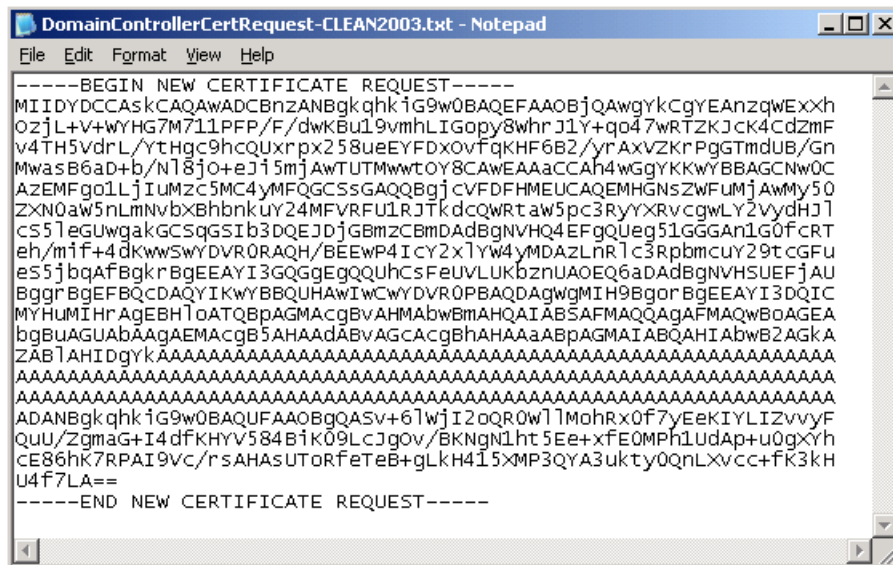 DomainControllerCertRequest-CLEAN2003.txt - Notepad
File Edit Format View Help
-----BEGIN NEW CERTIFICATE REQUEST-----
MIIDYDCCAskCAQAwADCBnzANBgkqhkiG9w0BAQEFAAOBjQAwgYkCgYEAnzqWExXh
OzjL+V+WYHG7M711PFP/F/dwKBu19vmhLIGopy8whrJ1Y+qo47wRTZKJcK4CdZmF
v4TH5VdrL/YtHgc9hcQUxrpx258ueEYFDxOvfqKHF6B2/yrAxVZKrPgGTmdUB/Gn
MwasB6aD+b/Nl8jO+eJi5mjAwTUTMwwtOY8CAwEAAaCCAh4wGgYKKwYBBAGCNw0C
AzEMFgo1LjIuMzc5MC4yMFQGCSsGAQQBgjcVFDFHMEUCAQEMHGNsZWFuMjAwMy50
ZXN0aW5nLmNvbXBhbnkuY24MFVRFU1RJTkdcQWRtaW5pc3RyYXRvcgwLY2VydHJl
cS5leGUwgakGCSqGSIb3DQEJDjGBmzCBmDAdBgNVHQ4EFgQUeg51GGGAn1G0fcRT
eh/mif+4dKwwSwYDVR0RAQH/BEEwP4IcY2xlYW4yMDAzLnRlc3RpbmcuY29tcGFu
eS5jbqAfBgkrBgEEAYI3GQGgEgQQUhCsFeUVLUKbznUAOEQ6aDAdBgNVHSUEFjAU
BggrBgEFBQcDAQYIKwYBBQUHAwIwCwYDVR0PBAQDAgWgMIH9BgorBgEEAYI3DQIC
MYHuMIHrAgEBHloATQBpAGMAcgBvAHMAbwBmAHQAIABSAFMAQQAgAFMAQwBoAGEA
bgBuAGUAbAAgAEMAcgB5AHAAdABvAGcAcgBhAHAAaABpAGMAIABQAHIAbwB2AGkA
ZABlAHIDgYkAAAAAAAAAAAAAAAAAAAAAAAAAAAAAAAAAAAAAAAAAAAAAAAAAAAAA
AAAAAAAAAAAAAAAAAAAAAAAAAAAAAAAAAAAAAAAAAAAAAAAAAAAAAAAAAAAAAAAA
AAAAAAAAAAAAAAAAAAAAAAAAAAAAAAAAAAAAAAAAAAAAAAAAAAAAAAAAAAAAAAAA
ADANBgkqhkiG9w0BAQUFAAOBgQASv+6lWjI2oQR0WllMohRx0f7yEeKIYLIZvvyF
QuU/ZgmaG+I4dfKHYV584BiK09LcJgOv/BKNgN1ht5Ee+xfE0MPh1UdAp+u0gXYh
cE86hK7RPAI9Vc/rsAHAsUToRfeTeB+gLkH415XMP3QYA3ukty0QnLXvcc+fK3kH
U4f7LA==
-----END NEW CERTIFICATE REQUEST-----